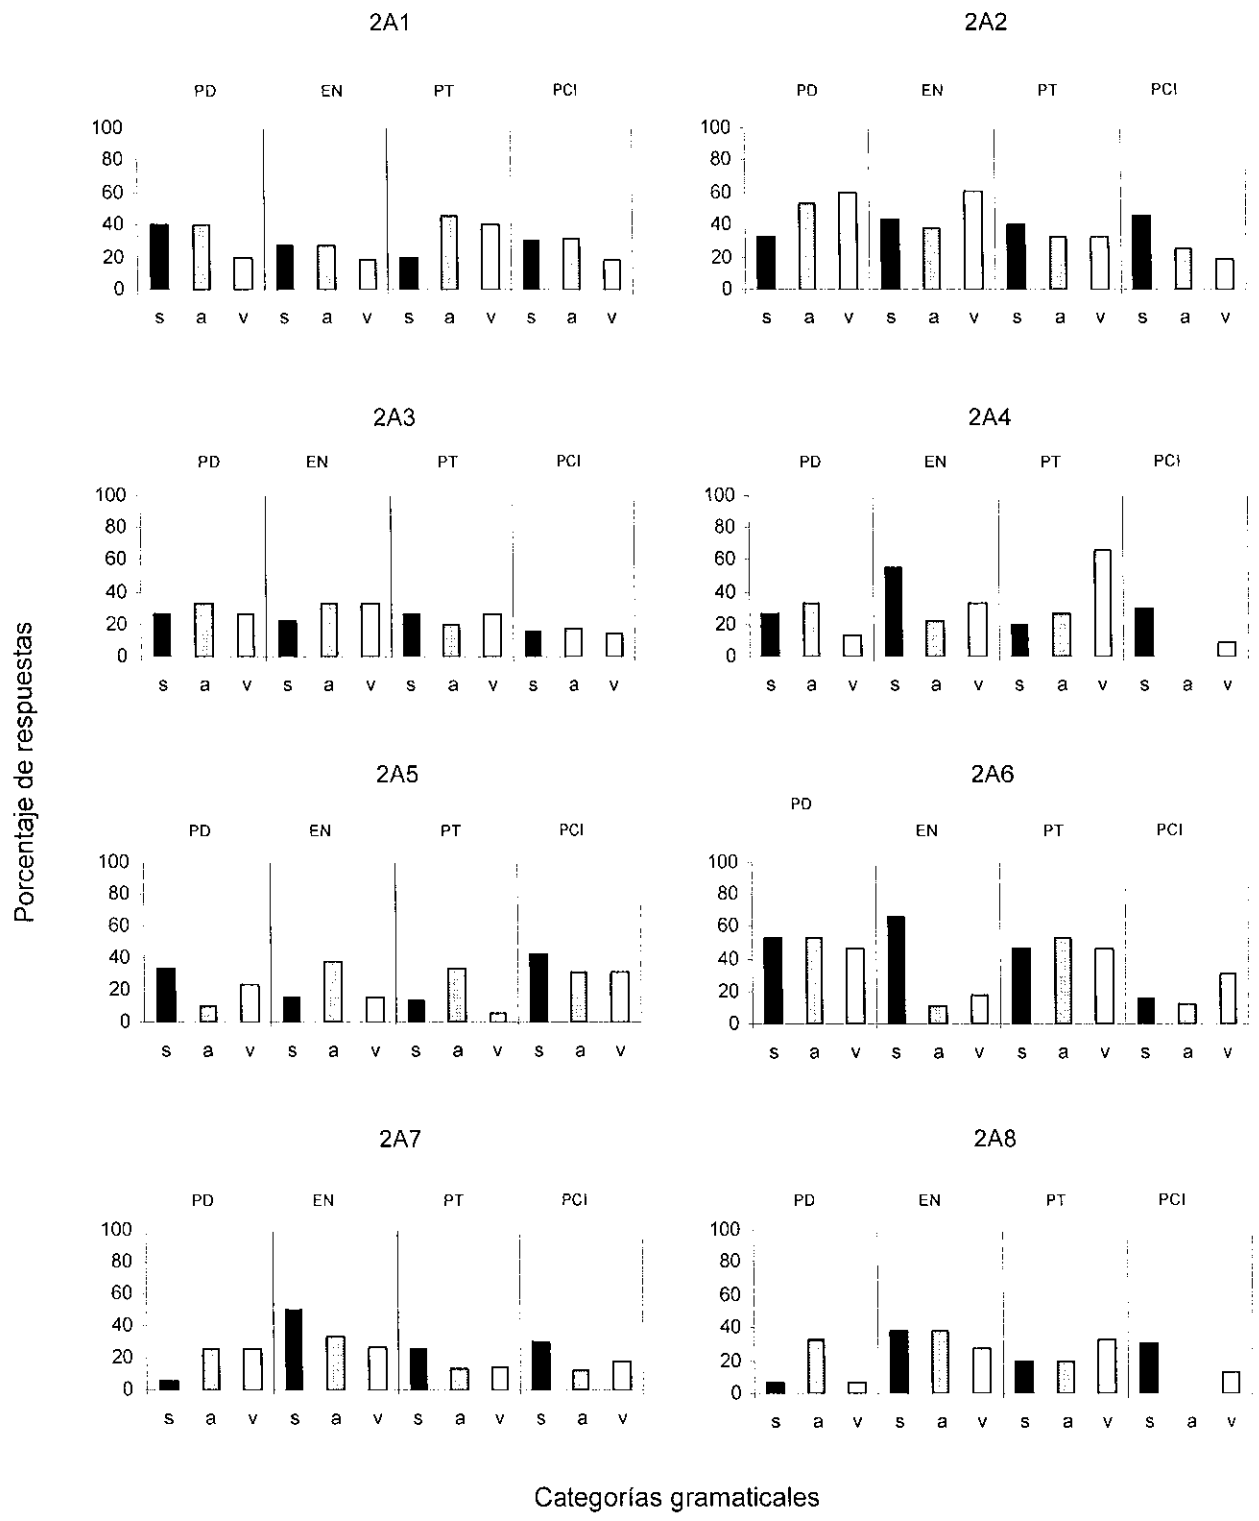 2A1 2A2
PD EN PT PCI PD EN PT PCI
100 100
80 80
60 60
40 40
20 20
0 0
s a v s a v s a v s a v s a v s a v s a v s a v
2A3 2A4
PD EN PT PCI PD EN PT PCI
100 100
80 80
60 60
40 40
20 20
0 0
s a v s a v s a v s a v s a v s a v s a v s a v
Porcentaje de respuestas
2A5 2A6
PD
PD EN PT PCI EN PT PCI
100 100
80 80
60 60
40 40
20 20
0 0
s a v s a v s a v s a v s a v s a v s a v s a v
2A7 2A8
PD EN PT PCI PD EN PT PCI
100 100
80 80
60 60
40 40
20 20
0 0
s a v s a v s a v s a v s a v s a v s a v s a v
Categorías gramaticales